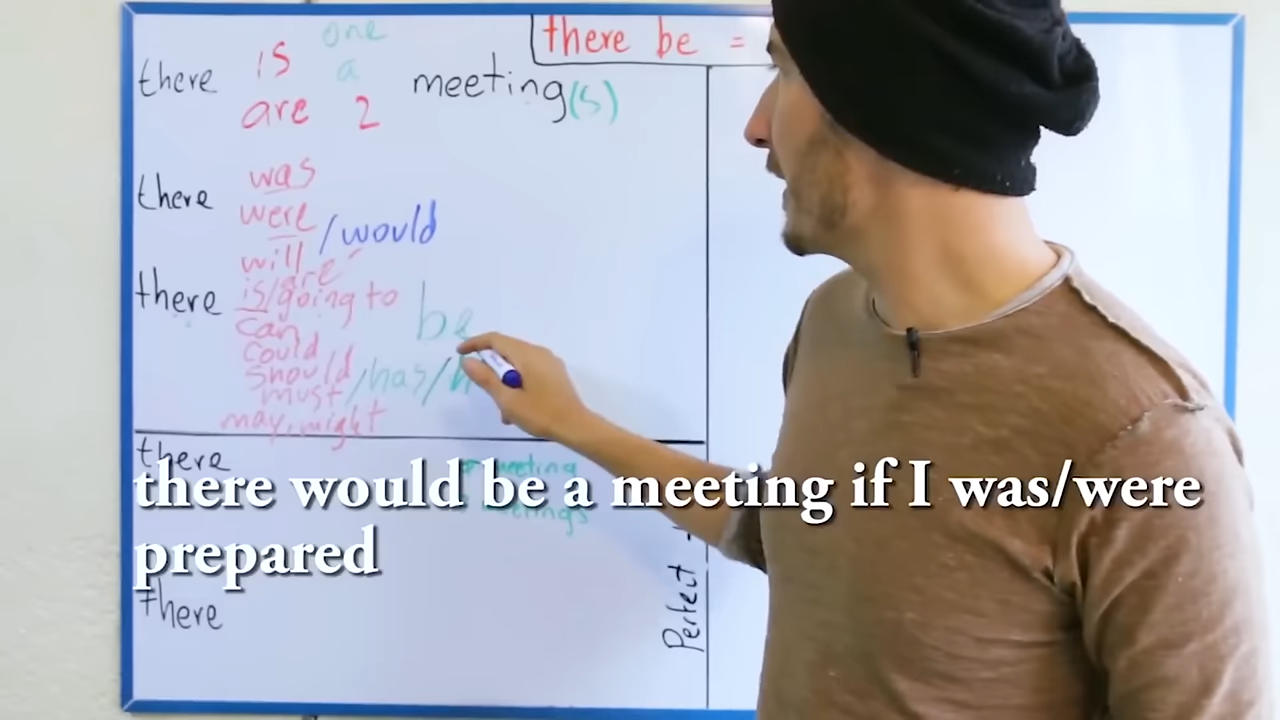 one
there is a meeting(s)
are 2
there be =
there was
were
/would
will
are
there is/going to be
can
could
should /has/h
must
may, might
there
meeting
there would be a meeting if I was/were
prepared
there
Perfect